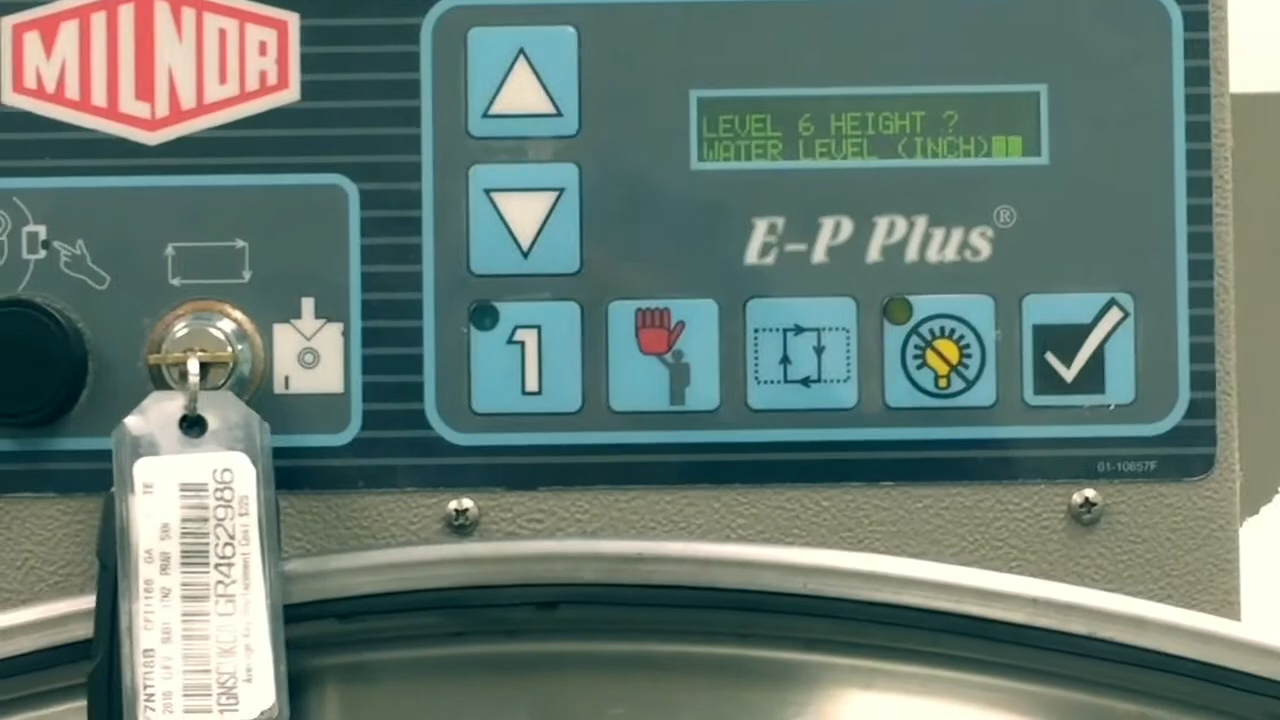 MILNOR
LEVEL 6 HEIGHT ?
WATER LEVEL (INCH)
E-P Plus®
1
01-10657F
GR462986